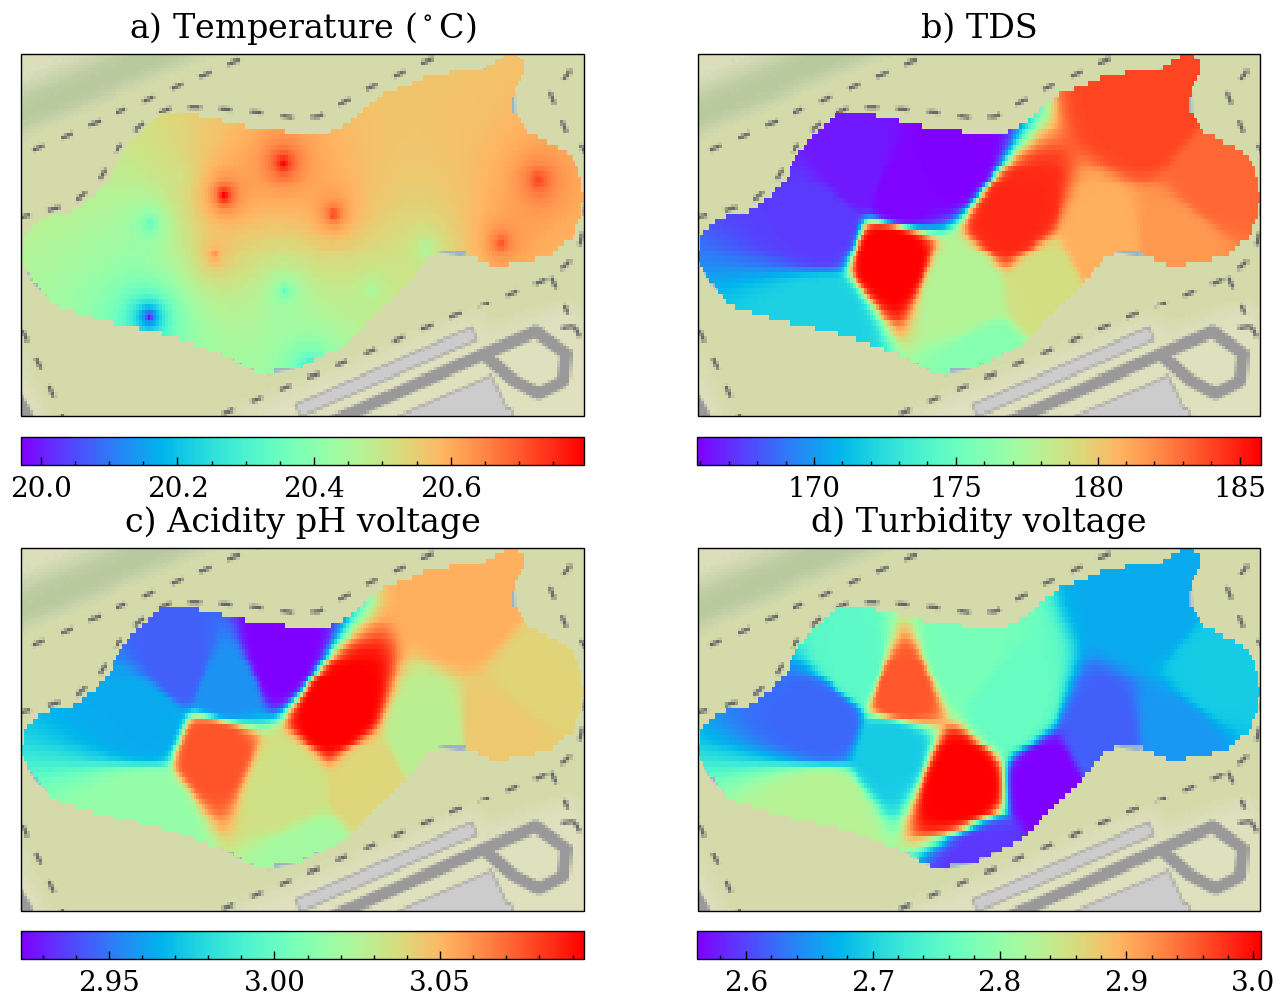 a) Temperature (°C)
b) TDS
20.0 20.2 20.4 20.6
170 175 180 185
c) Acidity pH voltage
d) Turbidity voltage
2.95 3.00 3.05
2.6 2.7 2.8 2.9 3.0